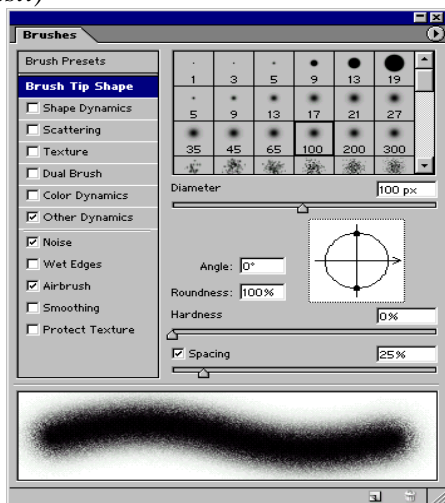 Brushes
Brush Presets
Brush Tip Shape
Shape Dynamics
Scattering
Texture
Dual Brush
Color Dynamics
Other Dynamics
Noise
Wet Edges
Airbrush
Smoothing
Protect Texture
1 3 5 9 13 19
5 9 13 17 21 27
35 45 65 100 200 300
Diameter 100 px
Angle: 0°
Roundness: 100%
Hardness 0%
Spacing 25%